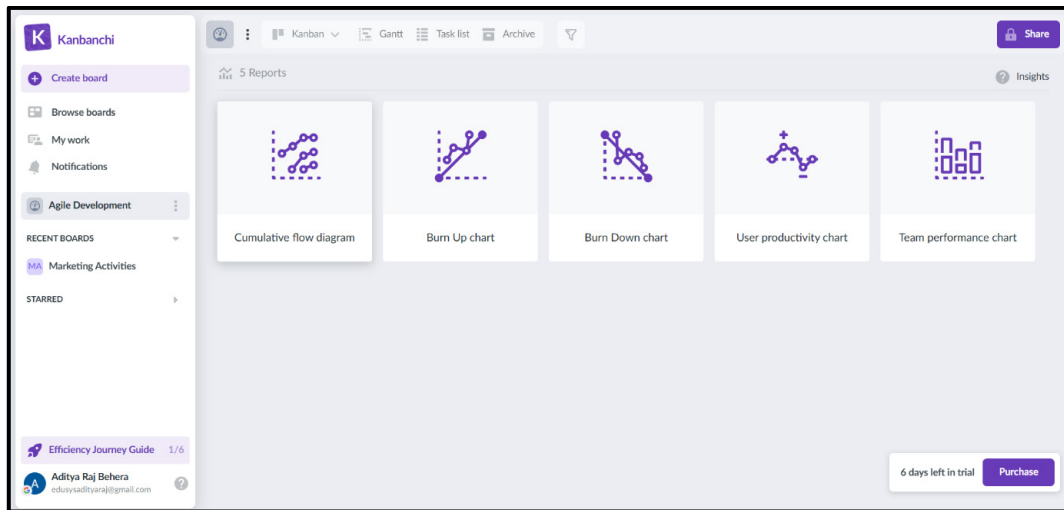 K Kanbanchi
Create board
Browse boards
My work
Notifications
Agile Development
RECENT BOARDS
MA Marketing Activities
STARRED
Efficiency Journey Guide 1/6
A Aditya Raj Behera
edusysadityaraj@gmail.com
Kanban Gantt Task list Archive
Share
5 Reports
Insights
Cumulative flow diagram
Burn Up chart
Burn Down chart
User productivity chart
Team performance chart
6 days left in trial Purchase